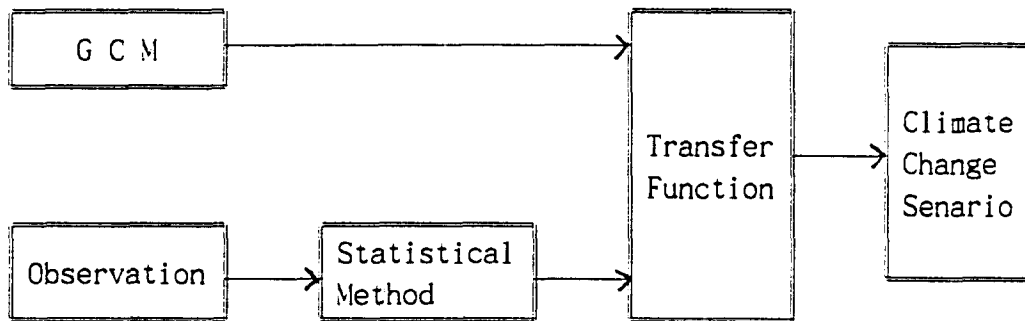 G C M
Transfer
Function
Climate
Change
Senario
Observation
Statistical
Method